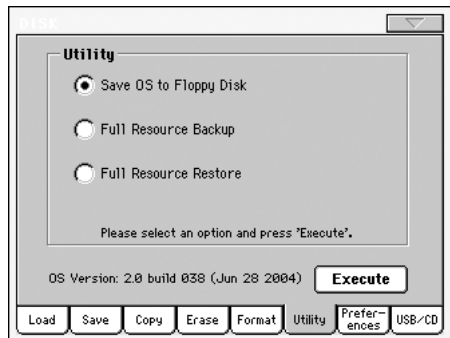 DISK
Utility
Save OS to Floppy Disk
Full Resource Backup
Full Resource Restore
Please select an option and press 'Execute'.
OS Version: 2.0 build 038 (Jun 28 2004)
Execute
Load
Save
Copy
Erase
Format
Utility
Prefer-
ences
USB/CD